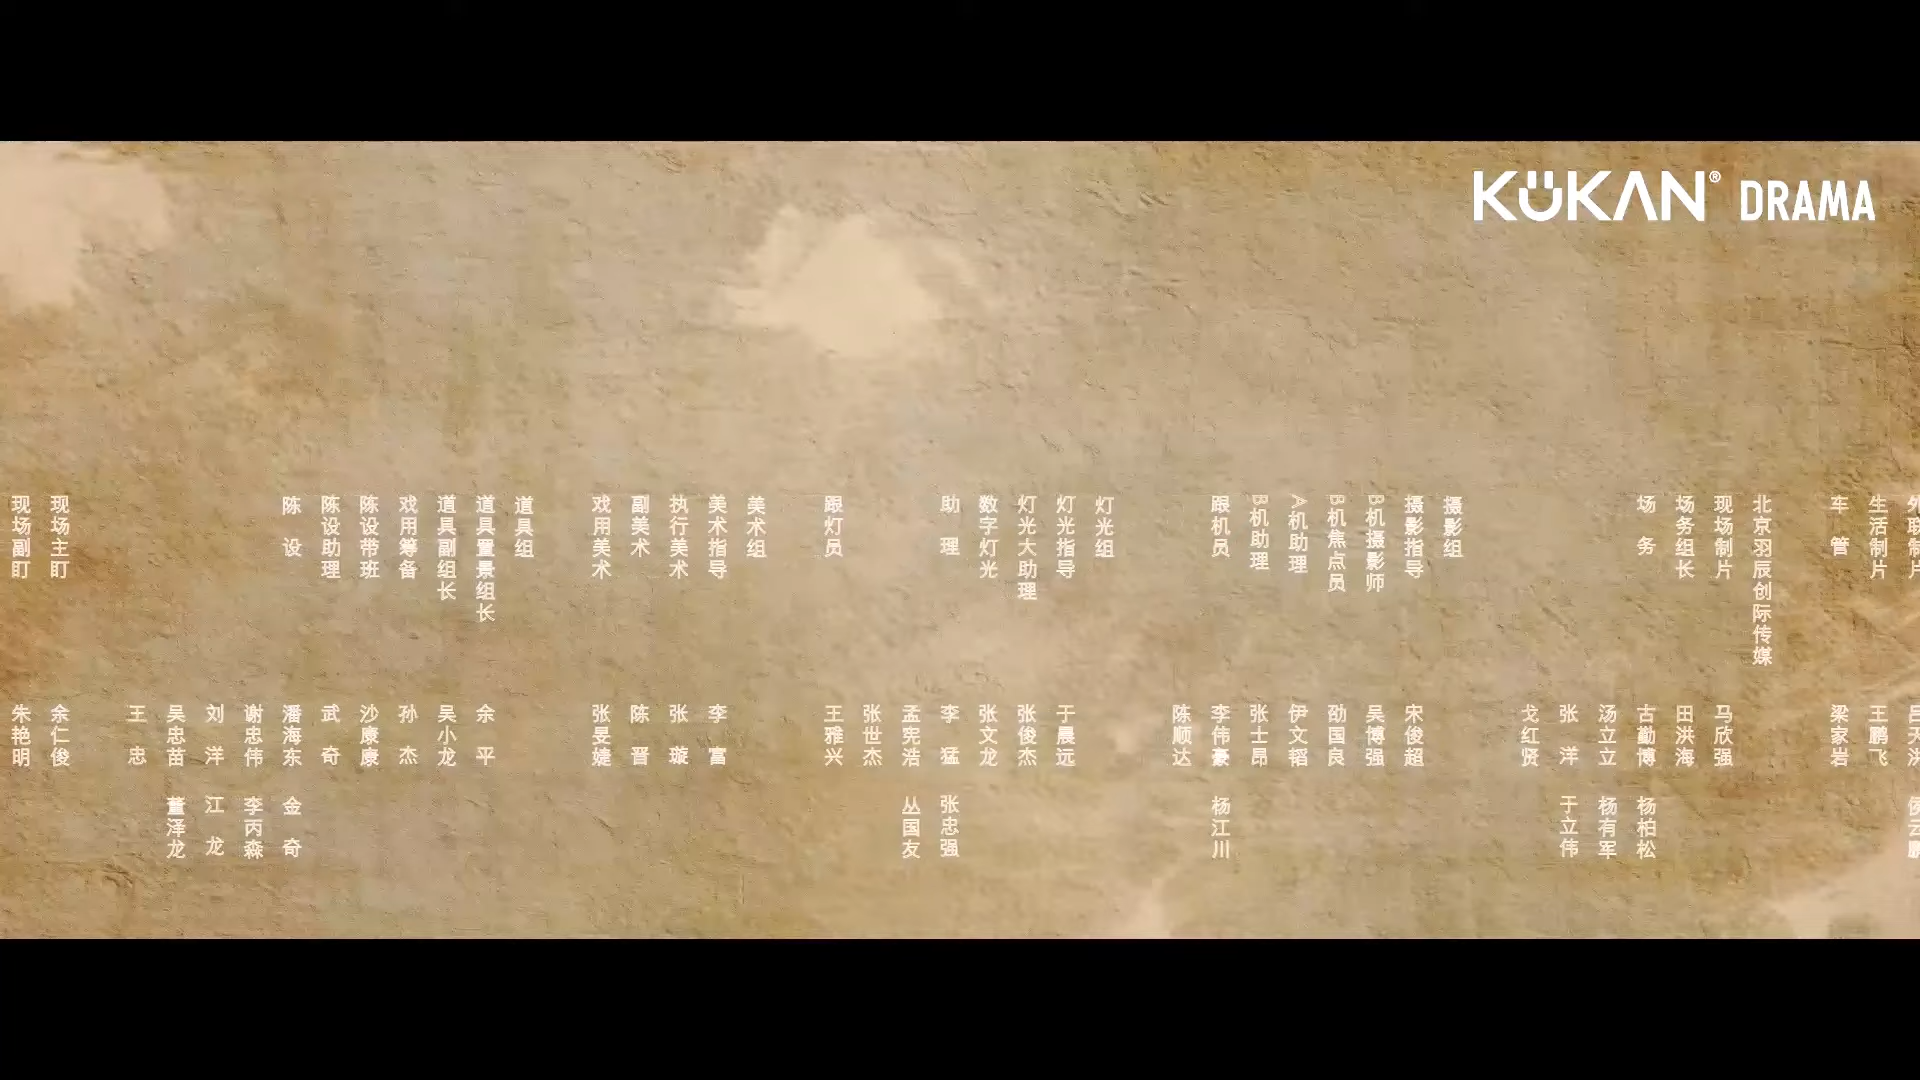 KÜKAN® DRAMA
生活制片
车管
北京羽辰创际传媒
现场制片
场务组长
场务
摄影组
摄影指导
B机摄影师
B机焦点员
A机助理
B机助理
跟机员
灯光组
灯光指导
灯光大助理
数字灯光
助理
跟灯员
美术组
美术指导
执行美术
副美术
戏用美术
道具组
道具置景组长
道具副组长
戏用筹备
陈设带班
陈设助理
陈设
现场主盯
现场副盯
王鹏飞
梁家岩
马欣强
田洪海
古勤博
汤立立
张洋
戈红贤
宋俊超
吴博强
劭国良
伊文韬
张士昂
李伟豪
陈顺达
于晨远
张俊杰
张文龙
李猛
孟宪浩
张世杰
王雅兴
李富
张璇
陈晋
张旻婕
余平
吴小龙
孙杰
沙康康
武奇
潘海东
谢忠伟
刘洋
吴忠苗
王忠
余仁俊
朱艳明
杨柏松
杨有军
于立伟
杨江川
张忠强
丛国友
金奇
李丙森
江龙
董泽龙